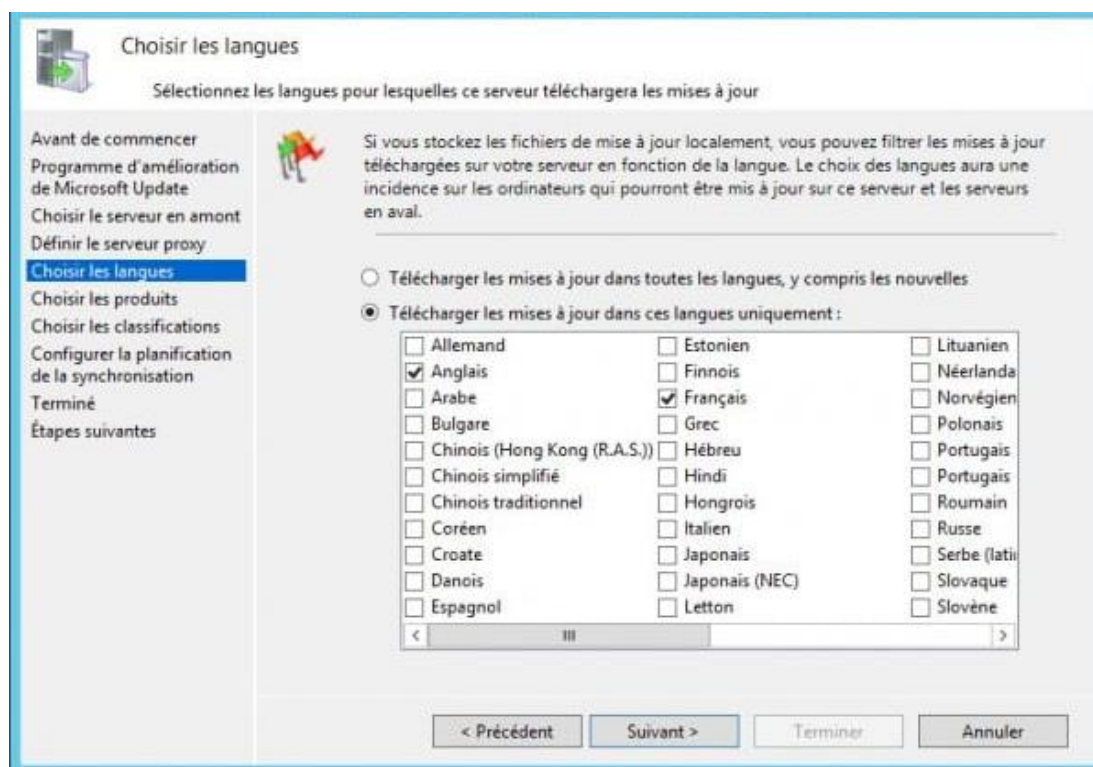 Choisir les langues
Sélectionnez les langues pour lesquelles ce serveur téléchargera les mises à jour
Avant de commencer
Programme d'amélioration
de Microsoft Update
Choisir le serveur en amont
Définir le serveur proxy
Choisir les langues
Choisir les produits
Choisir les classifications
Configurer la planification
de la synchronisation
Terminé
Étapes suivantes
Si vous stockez les fichiers de mise à jour localement, vous pouvez filtrer les mises à jour
téléchargées sur votre serveur en fonction de la langue. Le choix des langues aura une
incidence sur les ordinateurs qui pourront être mis à jour sur ce serveur et les serveurs
en aval.
Télécharger les mises à jour dans toutes les langues, y compris les nouvelles
Télécharger les mises à jour dans ces langues uniquement :
Allemand Estonien Lituanien
Anglais Finnois Néerlanda
Arabe Français Norvégien
Bulgare Grec Polonais
Chinois (Hong Kong (R.A.S.)) Hébreu Portugais
Chinois simplifié Hindi Portugais
Chinois traditionnel Hongrois Roumain
Coréen Italien Russe
Croate Japonais Serbe (latin
Danois Japonais (NEC) Slovaque
Espagnol Letton Slovène
< Précédent Suivant > Terminer Annuler